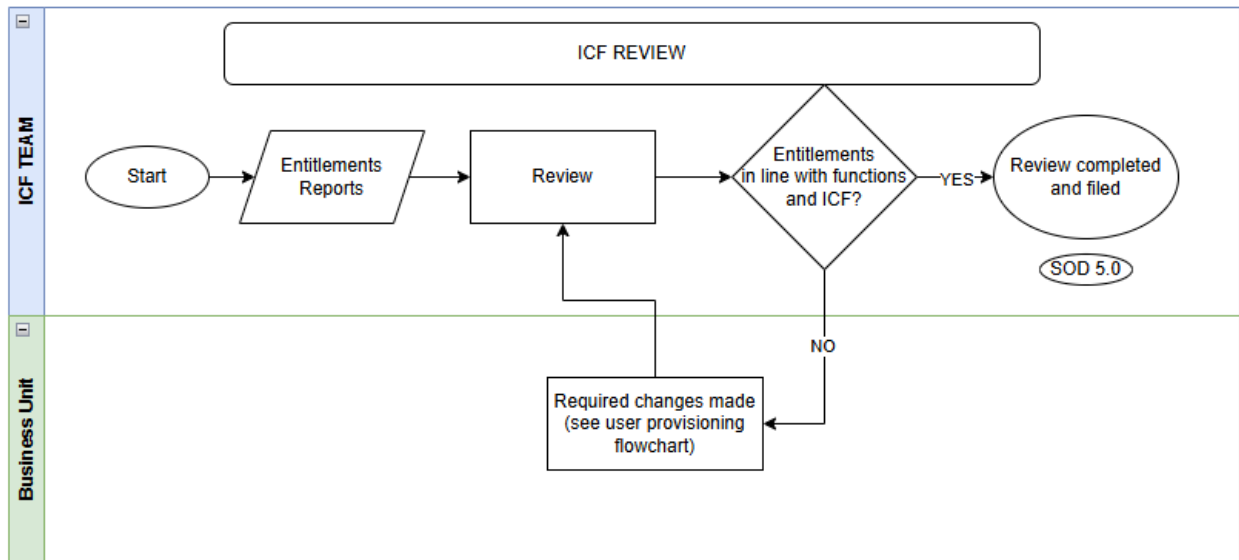 ICF TEAM
ICF REVIEW
Start
Entitlements
Reports
Review
Entitlements
in line with functions
and ICF?
YES
Review completed
and filed
SOD 5.0
NO
Business Unit
Required changes made
(see user provisioning
flowchart)